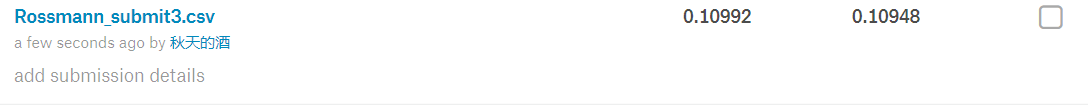 Rossmann_submit3.csv 0.10992 0.10948
a few seconds ago by 秋天的酒
add submission details